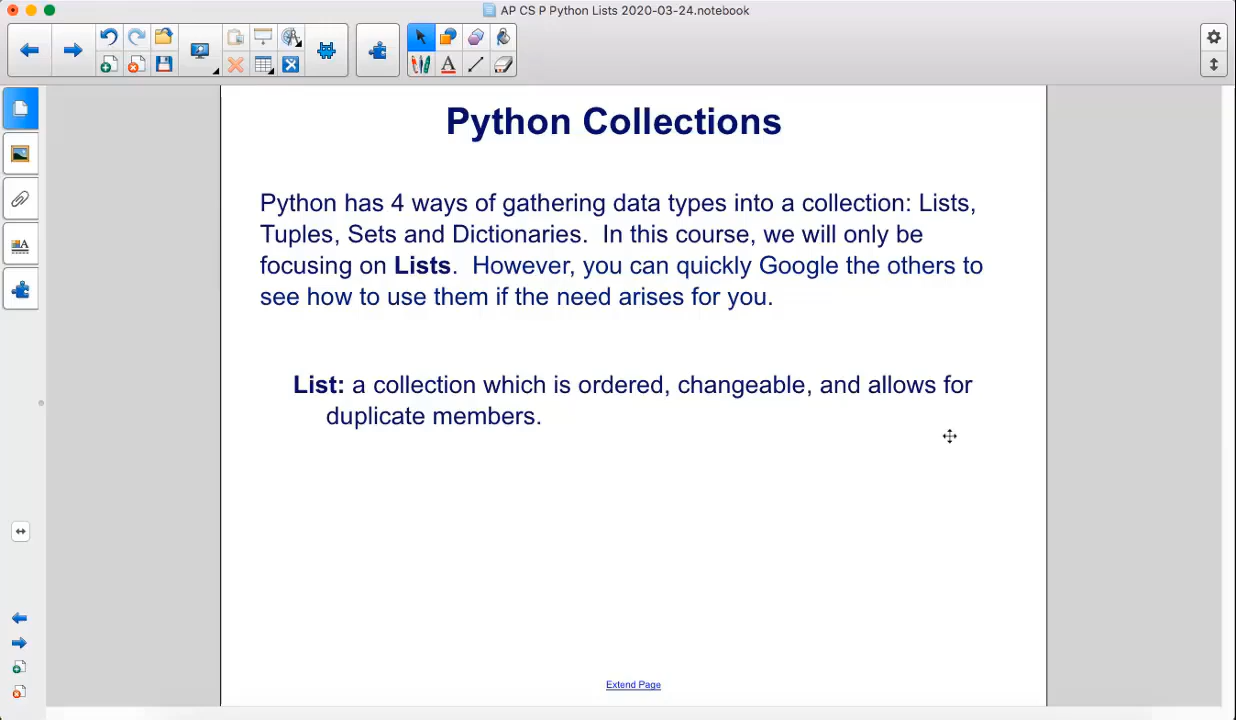 AP CS P Python Lists 2020-03-24.notebook
Python Collections
Python has 4 ways of gathering data types into a collection: Lists,
Tuples, Sets and Dictionaries.  In this course, we will only be
focusing on Lists.  However, you can quickly Google the others to
see how to use them if the need arises for you.
List: a collection which is ordered, changeable, and allows for
duplicate members.
Extend Page